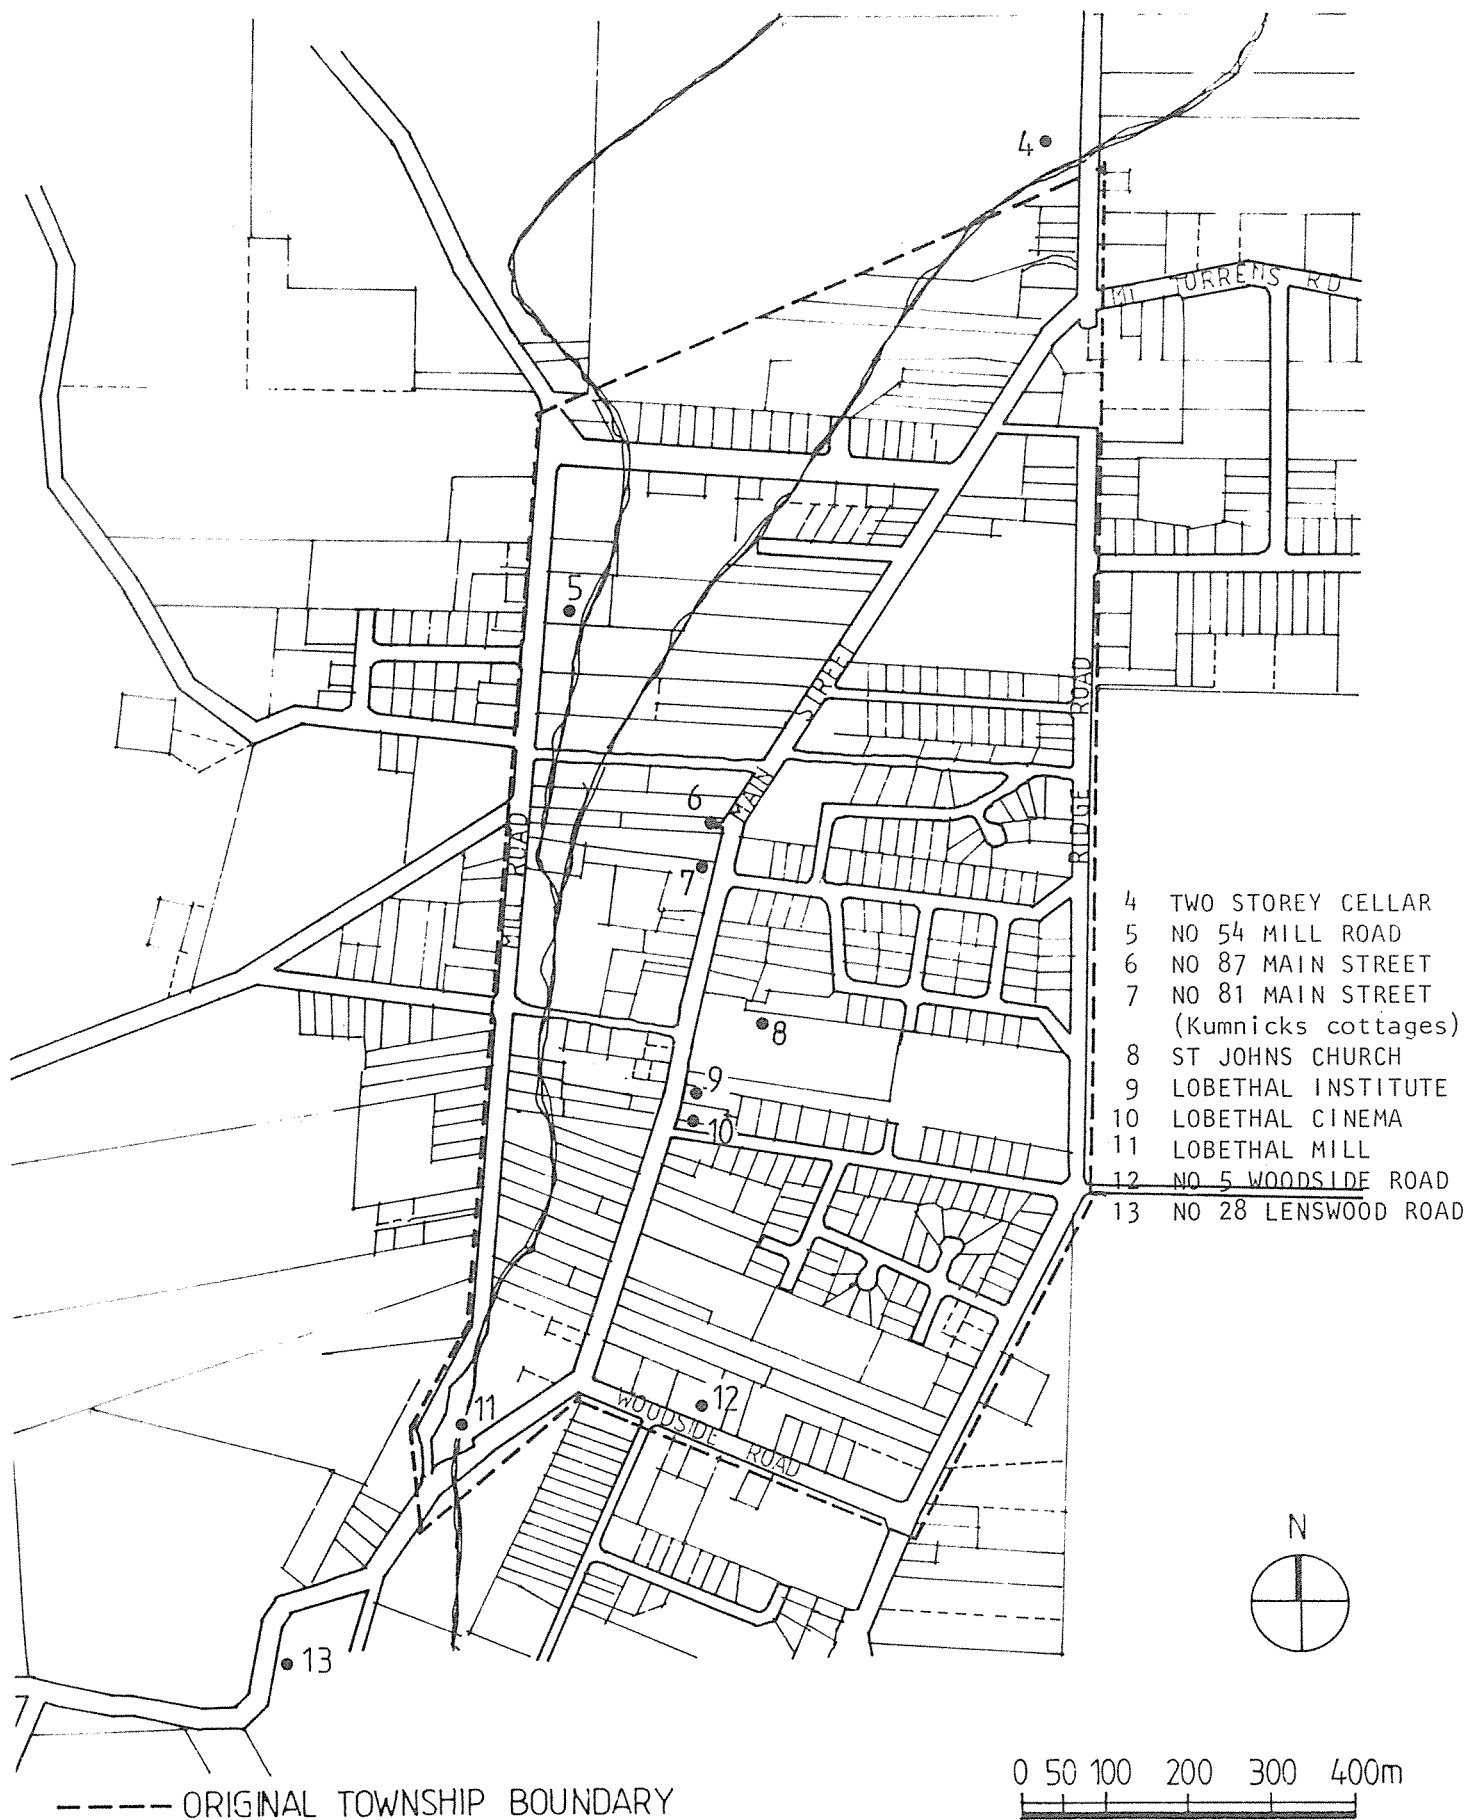 4
MT TORRENS RD
5
STREET
ROAD
6
MAIN
RIDGE
7
MILL ROAD
4 TWO STOREY CELLAR
5 NO 54 MILL ROAD
6 NO 87 MAIN STREET
7 NO 81 MAIN STREET
(Kumnicks cottages)
8 ST JOHNS CHURCH
9 LOBETHAL INSTITUTE
10 LOBETHAL CINEMA
11 LOBETHAL MILL
12 NO 5 WOODSIDE ROAD
13 NO 28 LENSWOOD ROAD
8
9
10
12
11
WOODSIDE ROAD
N
13
7
0 50 100 200 300 400m
ORIGINAL TOWNSHIP BOUNDARY